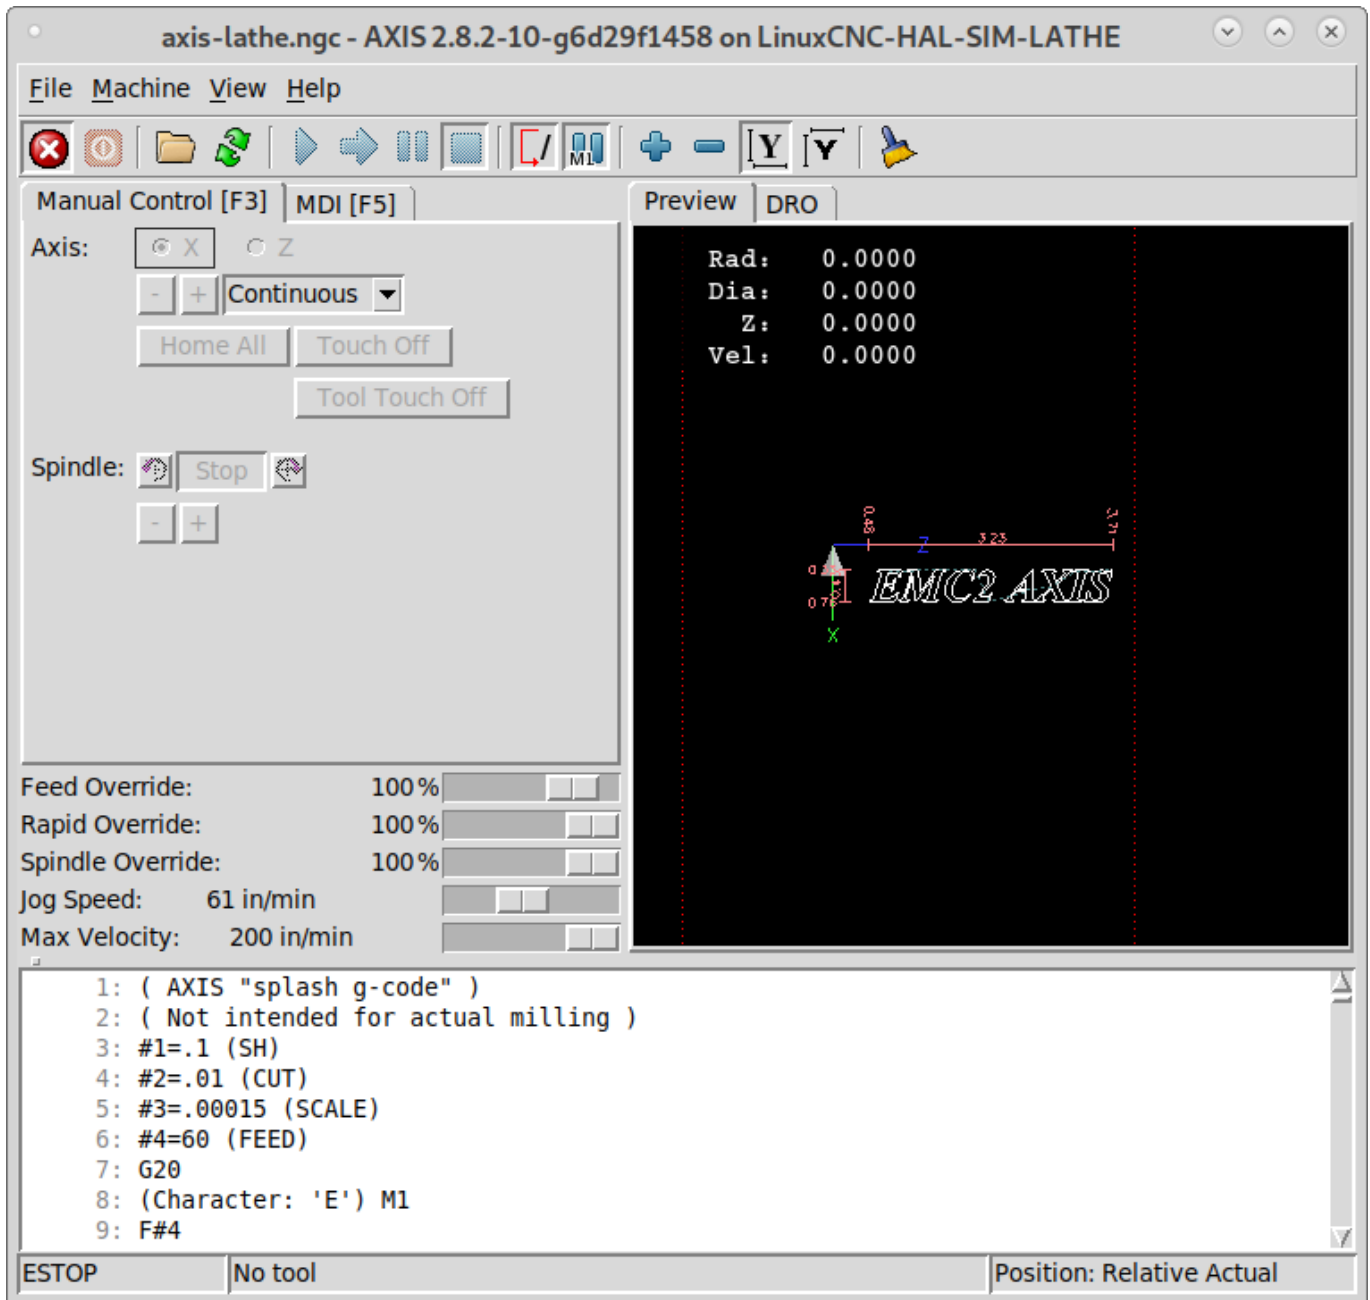 axis-lathe.ngc - AXIS 2.8.2-10-g6d29f1458 on LinuxCNC-HAL-SIM-LATHE
File Machine View Help
M1 Y Y
Manual Control [F3] MDI [F5]
Axis: X Z
- + Continuous
Home All Touch Off
Tool Touch Off
Spindle: Stop
- +
Feed Override: 100 %
Rapid Override: 100 %
Spindle Override: 100 %
Jog Speed: 61 in/min
Max Velocity: 200 in/min
Preview DRO
Rad: 0.0000
Dia: 0.0000
Z: 0.0000
Vel: 0.0000
0.48 Z 3.23 3.71
EMC2 AXIS
X
1: ( AXIS "splash g-code" )
2: ( Not intended for actual milling )
3: #1=.1 (SH)
4: #2=.01 (CUT)
5: #3=.00015 (SCALE)
6: #4=60 (FEED)
7: G20
8: (Character: 'E') M1
9: F#4
ESTOP No tool Position: Relative Actual